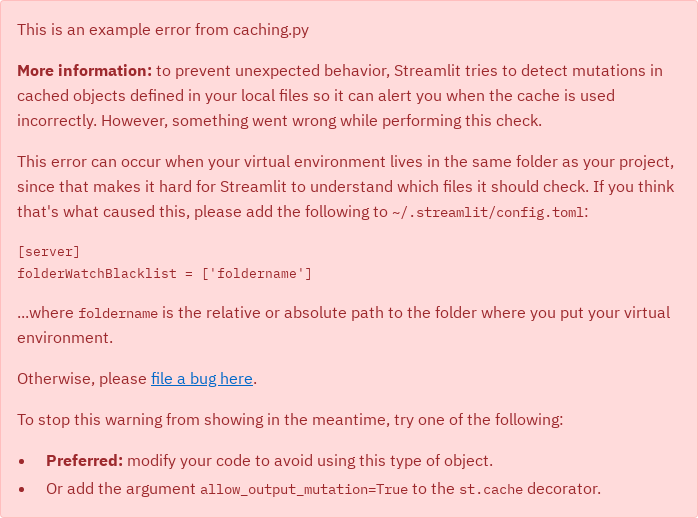 This is an example error from caching.py
More information: to prevent unexpected behavior, Streamlit tries to detect mutations in
cached objects defined in your local files so it can alert you when the cache is used
incorrectly. However, something went wrong while performing this check.
This error can occur when your virtual environment lives in the same folder as your project,
since that makes it hard for Streamlit to understand which files it should check. If you think
that's what caused this, please add the following to ~/.streamlit/config.toml:
[server]
folderWatchBlacklist = ['foldername']
...where foldername is the relative or absolute path to the folder where you put your virtual
environment.
Otherwise, please file a bug here.
To stop this warning from showing in the meantime, try one of the following:
• Preferred: modify your code to avoid using this type of object.
• Or add the argument allow_output_mutation=True to the st.cache decorator.